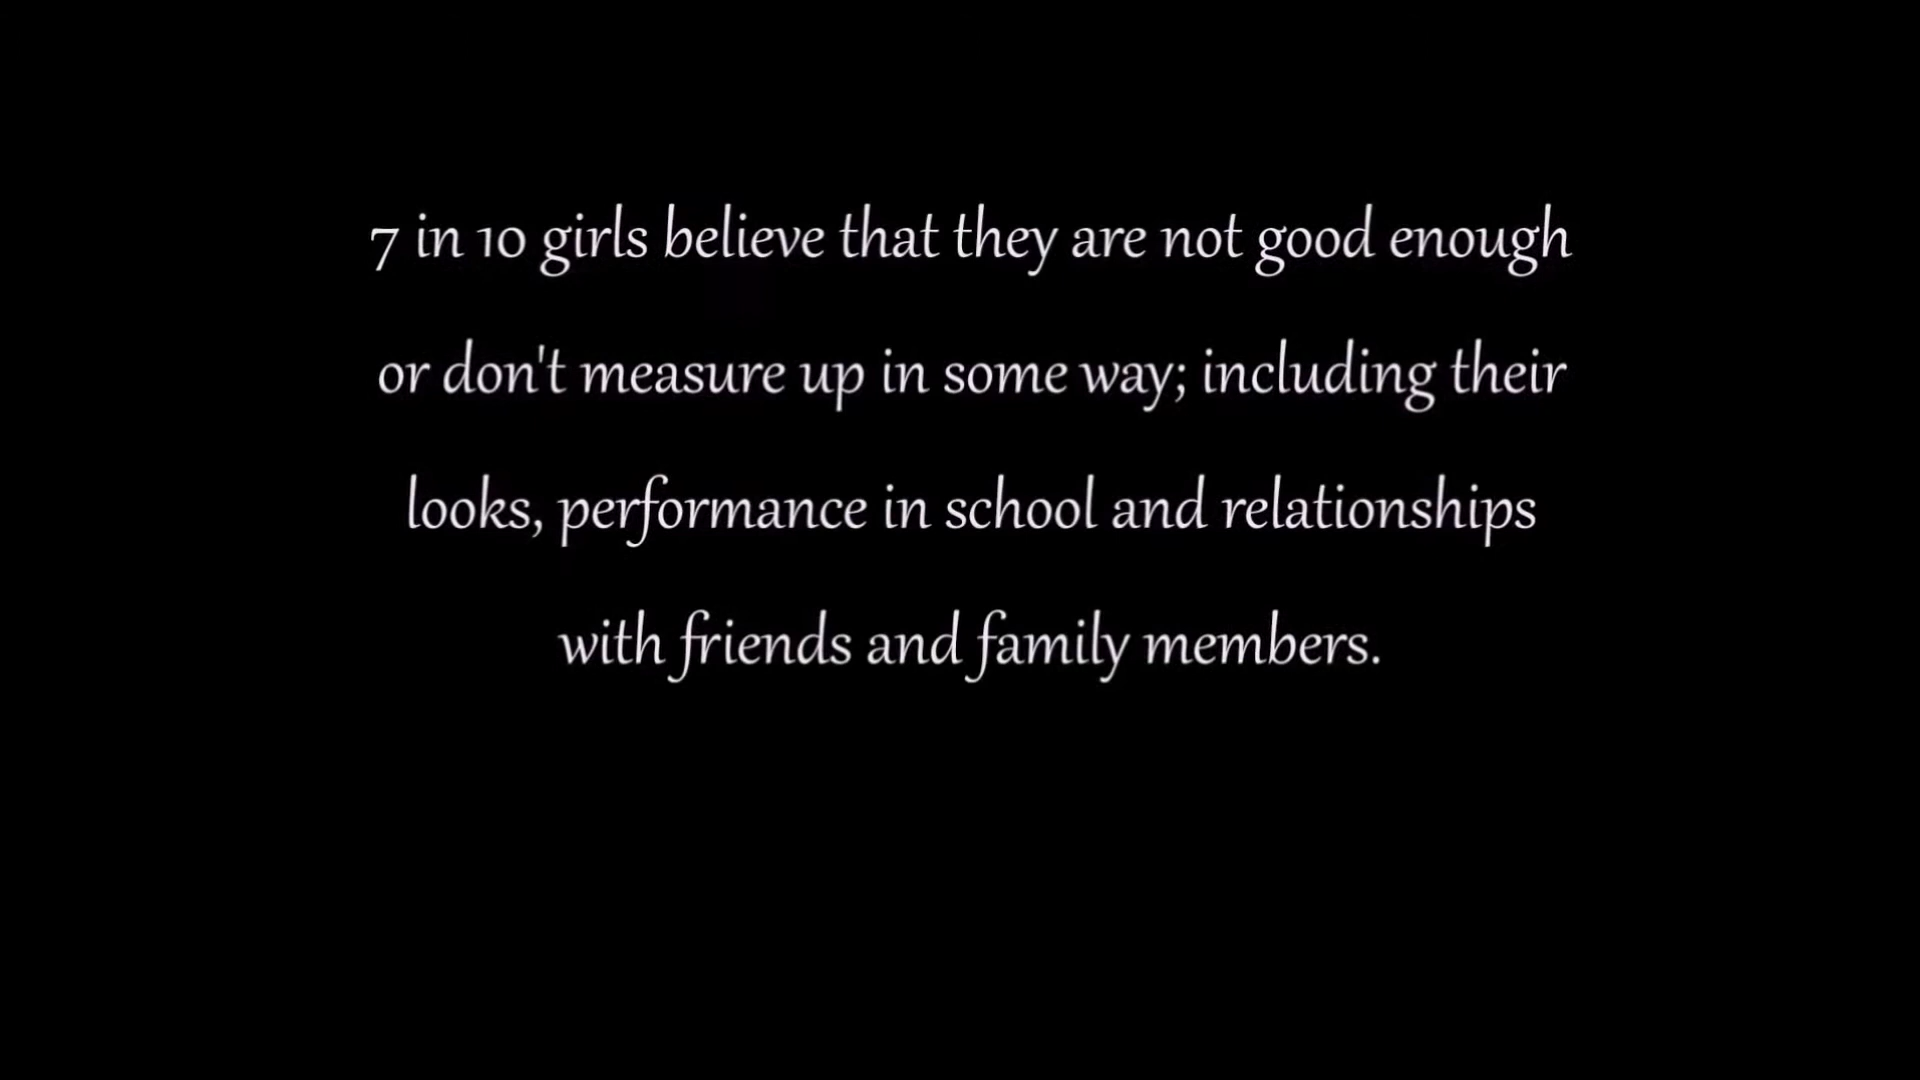 7 in 10 girls believe that they are not good enough
or don't measure up in some way; including their
looks, performance in school and relationships
with friends and family members.